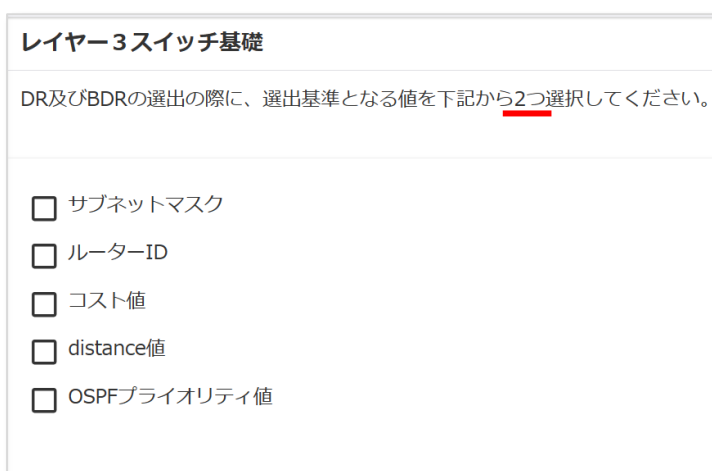 レイヤー３スイッチ基礎
DR及びBDRの選出の際に、選出基準となる値を下記から2つ選択してください。
サブネットマスク
ルーターID
コスト値
distance値
OSPFプライオリティ値